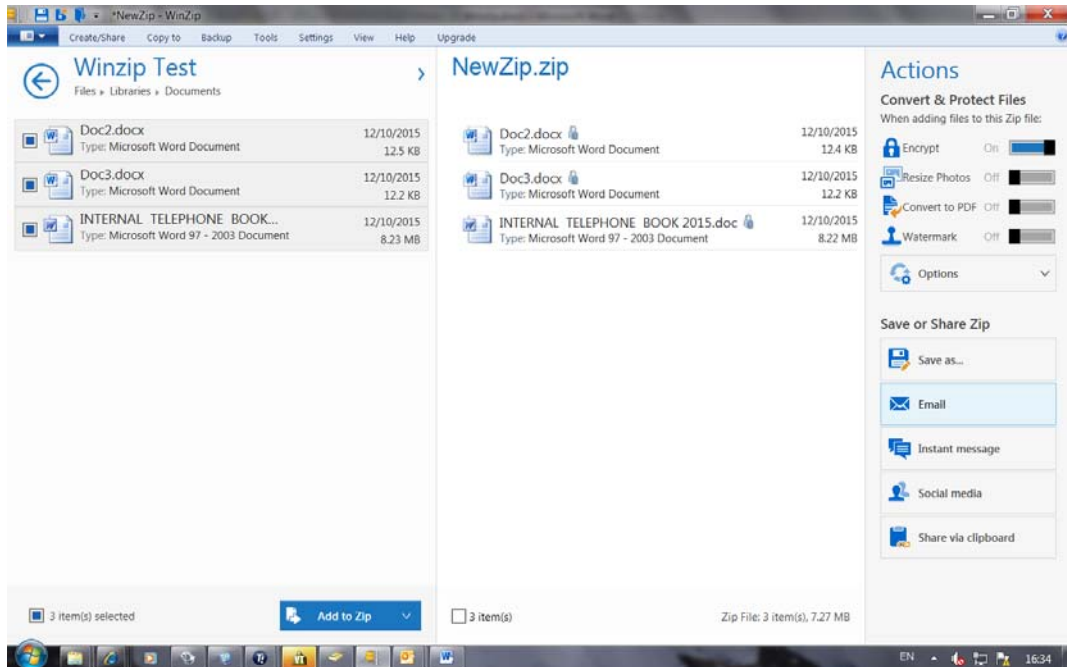 *NewZip - WinZip
Create/Share Copy to Backup Tools Settings View Help Upgrade
Winzip Test
Files ▸ Libraries ▸ Documents
Doc2.docx 12/10/2015
Type: Microsoft Word Document 12.5 KB
Doc3.docx 12/10/2015
Type: Microsoft Word Document 12.2 KB
INTERNAL TELEPHONE BOOK... 12/10/2015
Type: Microsoft Word 97 - 2003 Document 8.23 MB
3 item(s) selected
Add to Zip
NewZip.zip
Doc2.docx 12/10/2015
Type: Microsoft Word Document 12.4 KB
Doc3.docx 12/10/2015
Type: Microsoft Word Document 12.2 KB
INTERNAL TELEPHONE BOOK 2015.doc 12/10/2015
Type: Microsoft Word 97 - 2003 Document 8.22 MB
3 item(s)
Zip File: 3 item(s), 7.27 MB
Actions
Convert & Protect Files
When adding files to this Zip file:
Encrypt On
Resize Photos Off
Convert to PDF Off
Watermark Off
Options
Save or Share Zip
Save as...
Email
Instant message
Social media
Share via clipboard
EN 16:34